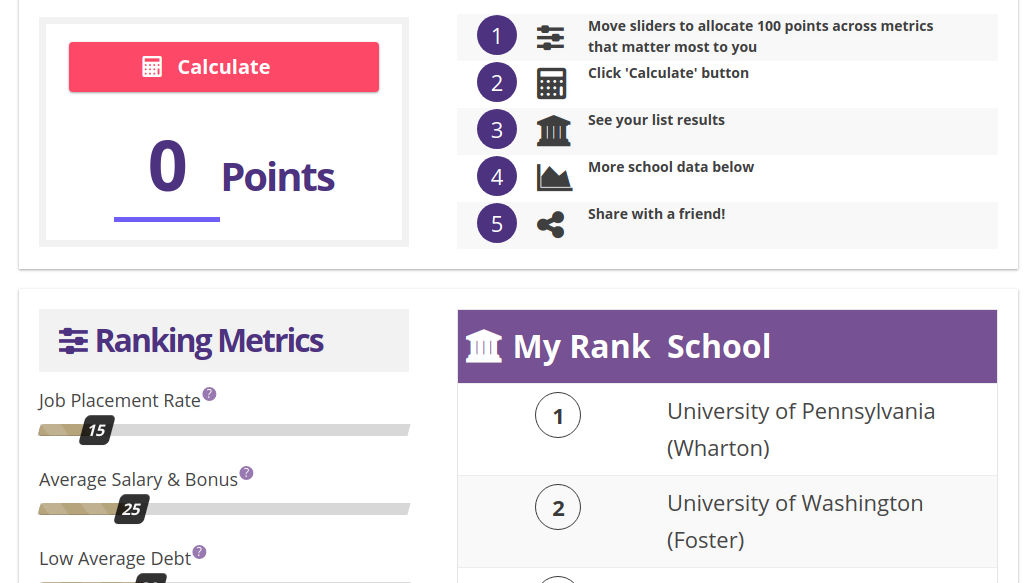 Calculate
0 Points
1 Move sliders to allocate 100 points across metrics
that matter most to you
2 Click 'Calculate' button
3 See your list results
4 More school data below
5 Share with a friend!
Ranking Metrics
Job Placement Rate ?
15
Average Salary & Bonus ?
25
Low Average Debt ?
My Rank School
1 University of Pennsylvania
(Wharton)
2 University of Washington
(Foster)